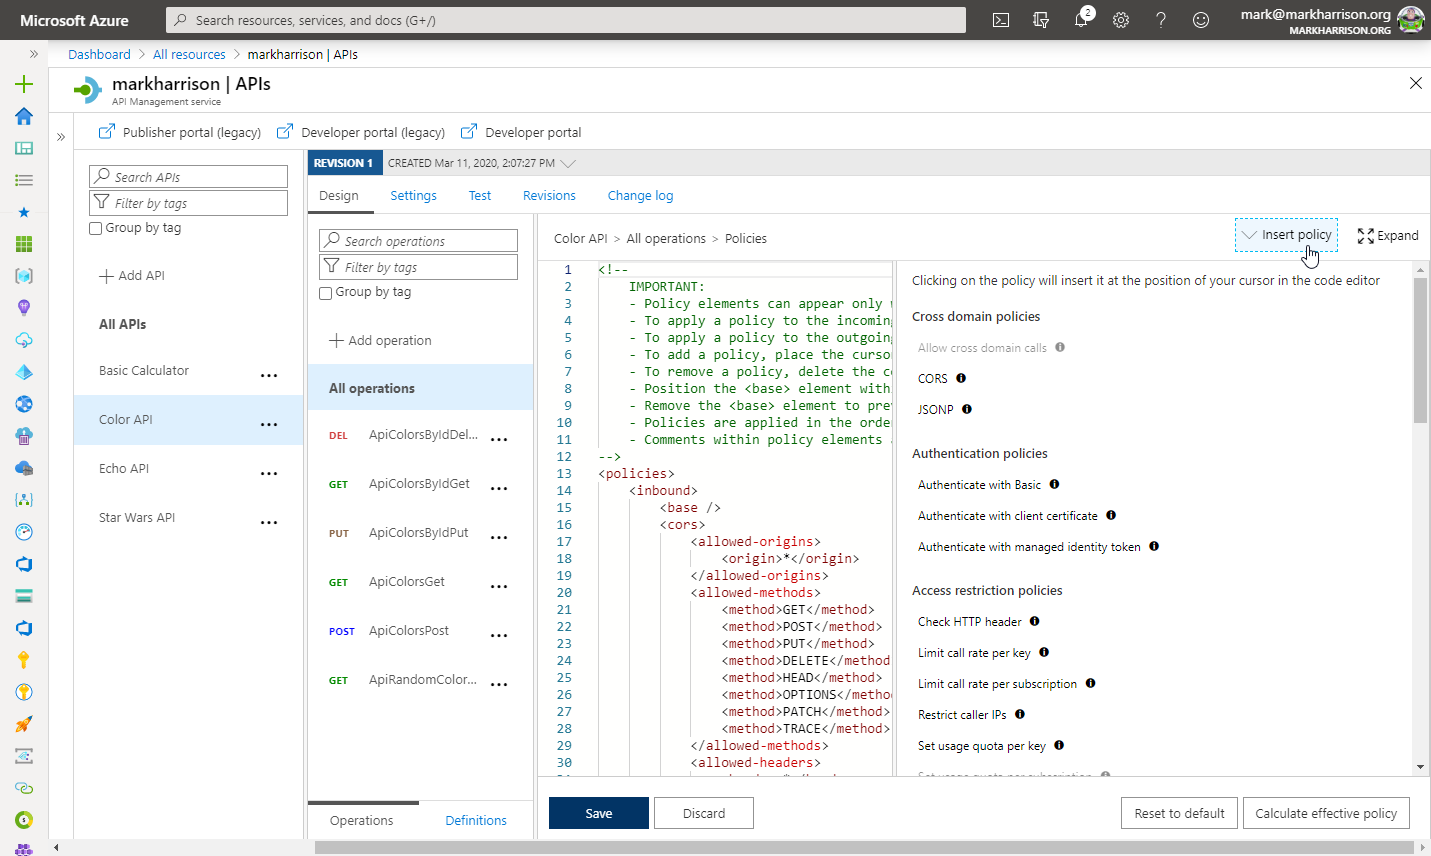 Microsoft Azure
Search resources, services, and docs (G+/)
2
mark@markharrison.org
MARKHARRISON.ORG
Dashboard > All resources > markharrison | APIs
markharrison | APIs
API Management service
Publisher portal (legacy)
Developer portal (legacy)
Developer portal
Search APIs
Filter by tags
Group by tag
Add API
All APIs
Basic Calculator
Color API
Echo API
Star Wars API
REVISION 1
CREATED Mar 11, 2020, 2:07:27 PM
Design
Settings
Test
Revisions
Change log
Search operations
Filter by tags
Group by tag
Add operation
All operations
DEL ApiColorsByIdDel...
GET ApiColorsByIdGet
PUT ApiColorsByIdPut
GET ApiColorsGet
POST ApiColorsPost
GET ApiRandomColor...
Operations
Definitions
Color API > All operations > Policies
Insert policy
Expand
1 <!--
2 IMPORTANT:
3 - Policy elements can appear only
4 - To apply a policy to the incoming
5 - To apply a policy to the outgoing
6 - To add a policy, place the curso
7 - To remove a policy, delete the c
8 - Position the <base> element with
9 - Remove the <base> element to pre
10 - Policies are applied in the orde
11 - Comments within policy elements
12 -->
13 <policies>
14 <inbound>
15 <base />
16 <cors>
17 <allowed-origins>
18 <origin>*</origin>
19 </allowed-origins>
20 <allowed-methods>
21 <method>GET</method>
22 <method>POST</method>
23 <method>PUT</method>
24 <method>DELETE</method
25 <method>HEAD</method>
26 <method>OPTIONS</metho
27 <method>PATCH</method>
28 <method>TRACE</method>
29 </allowed-methods>
30 <allowed-headers>
Clicking on the policy will insert it at the position of your cursor in the code editor
Cross domain policies
Allow cross domain calls
CORS
JSONP
Authentication policies
Authenticate with Basic
Authenticate with client certificate
Authenticate with managed identity token
Access restriction policies
Check HTTP header
Limit call rate per key
Limit call rate per subscription
Restrict caller IPs
Set usage quota per key
Set usage quota per subscription
Save
Discard
Reset to default
Calculate effective policy